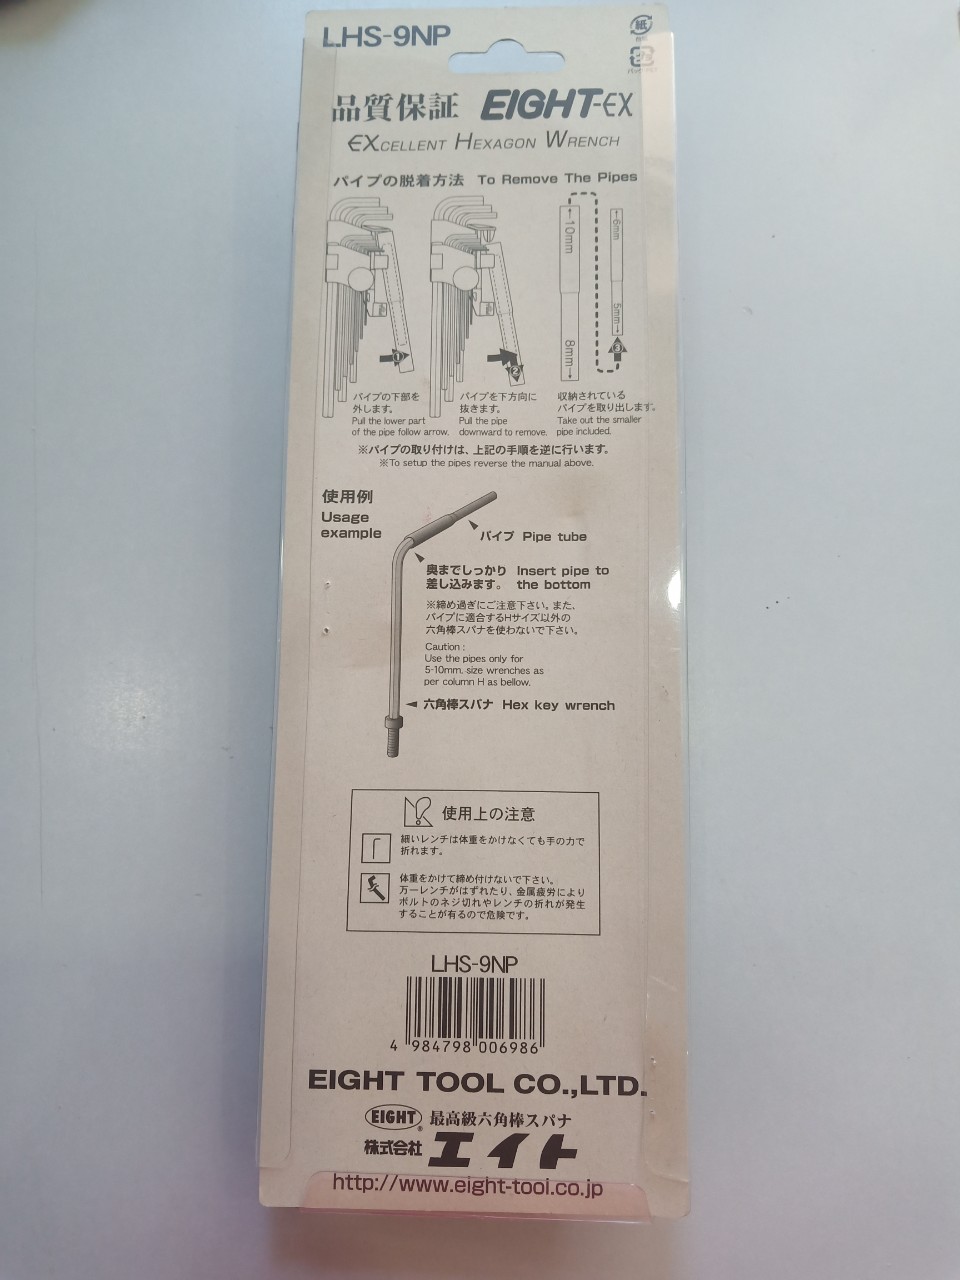 LHS-9NP
紙
品質保証 EIGHT-EX
EXCELLENT HEXAGON WRENCH
パイプの脱着方法 To Remove The Pipes
10mm
8mm
6mm
5mm
1
2
3
パイプの下部を
外します。
Pull the lower part
of the pipe follow arrow.
パイプを下方向に
抜きます。
Pull the pipe
downward to remove.
収納されている
パイプを取り出します。
Take out the smaller
pipe included.
※パイプの取り付けは、上記の手順を逆に行います。
※To setup the pipes reverse the manual above.
使用例
Usage
example
パイプ Pipe tube
奥までしっかり Insert pipe to
差し込みます。 the bottom
※締め過ぎにご注意下さい。また、
パイプに適合するHサイズ以外の
六角棒スパナを使わないで下さい。
Caution :
Use the pipes only for
5-10mm. size wrenches as
per column H as bellow.
六角棒スパナ Hex key wrench
使用上の注意
細いレンチは体重をかけなくても手の力で
折れます。
体重をかけて締め付けないで下さい。
万一レンチがはずれたり、金属疲労により
ボルトのネジ切れやレンチの折れが発生
することが有るので危険です。
LHS-9NP
4 984798 006986
EIGHT TOOL CO.,LTD.
EIGHT® 最高級六角棒スパナ
株式会社 エイト
http://www.eight-tool.co.jp